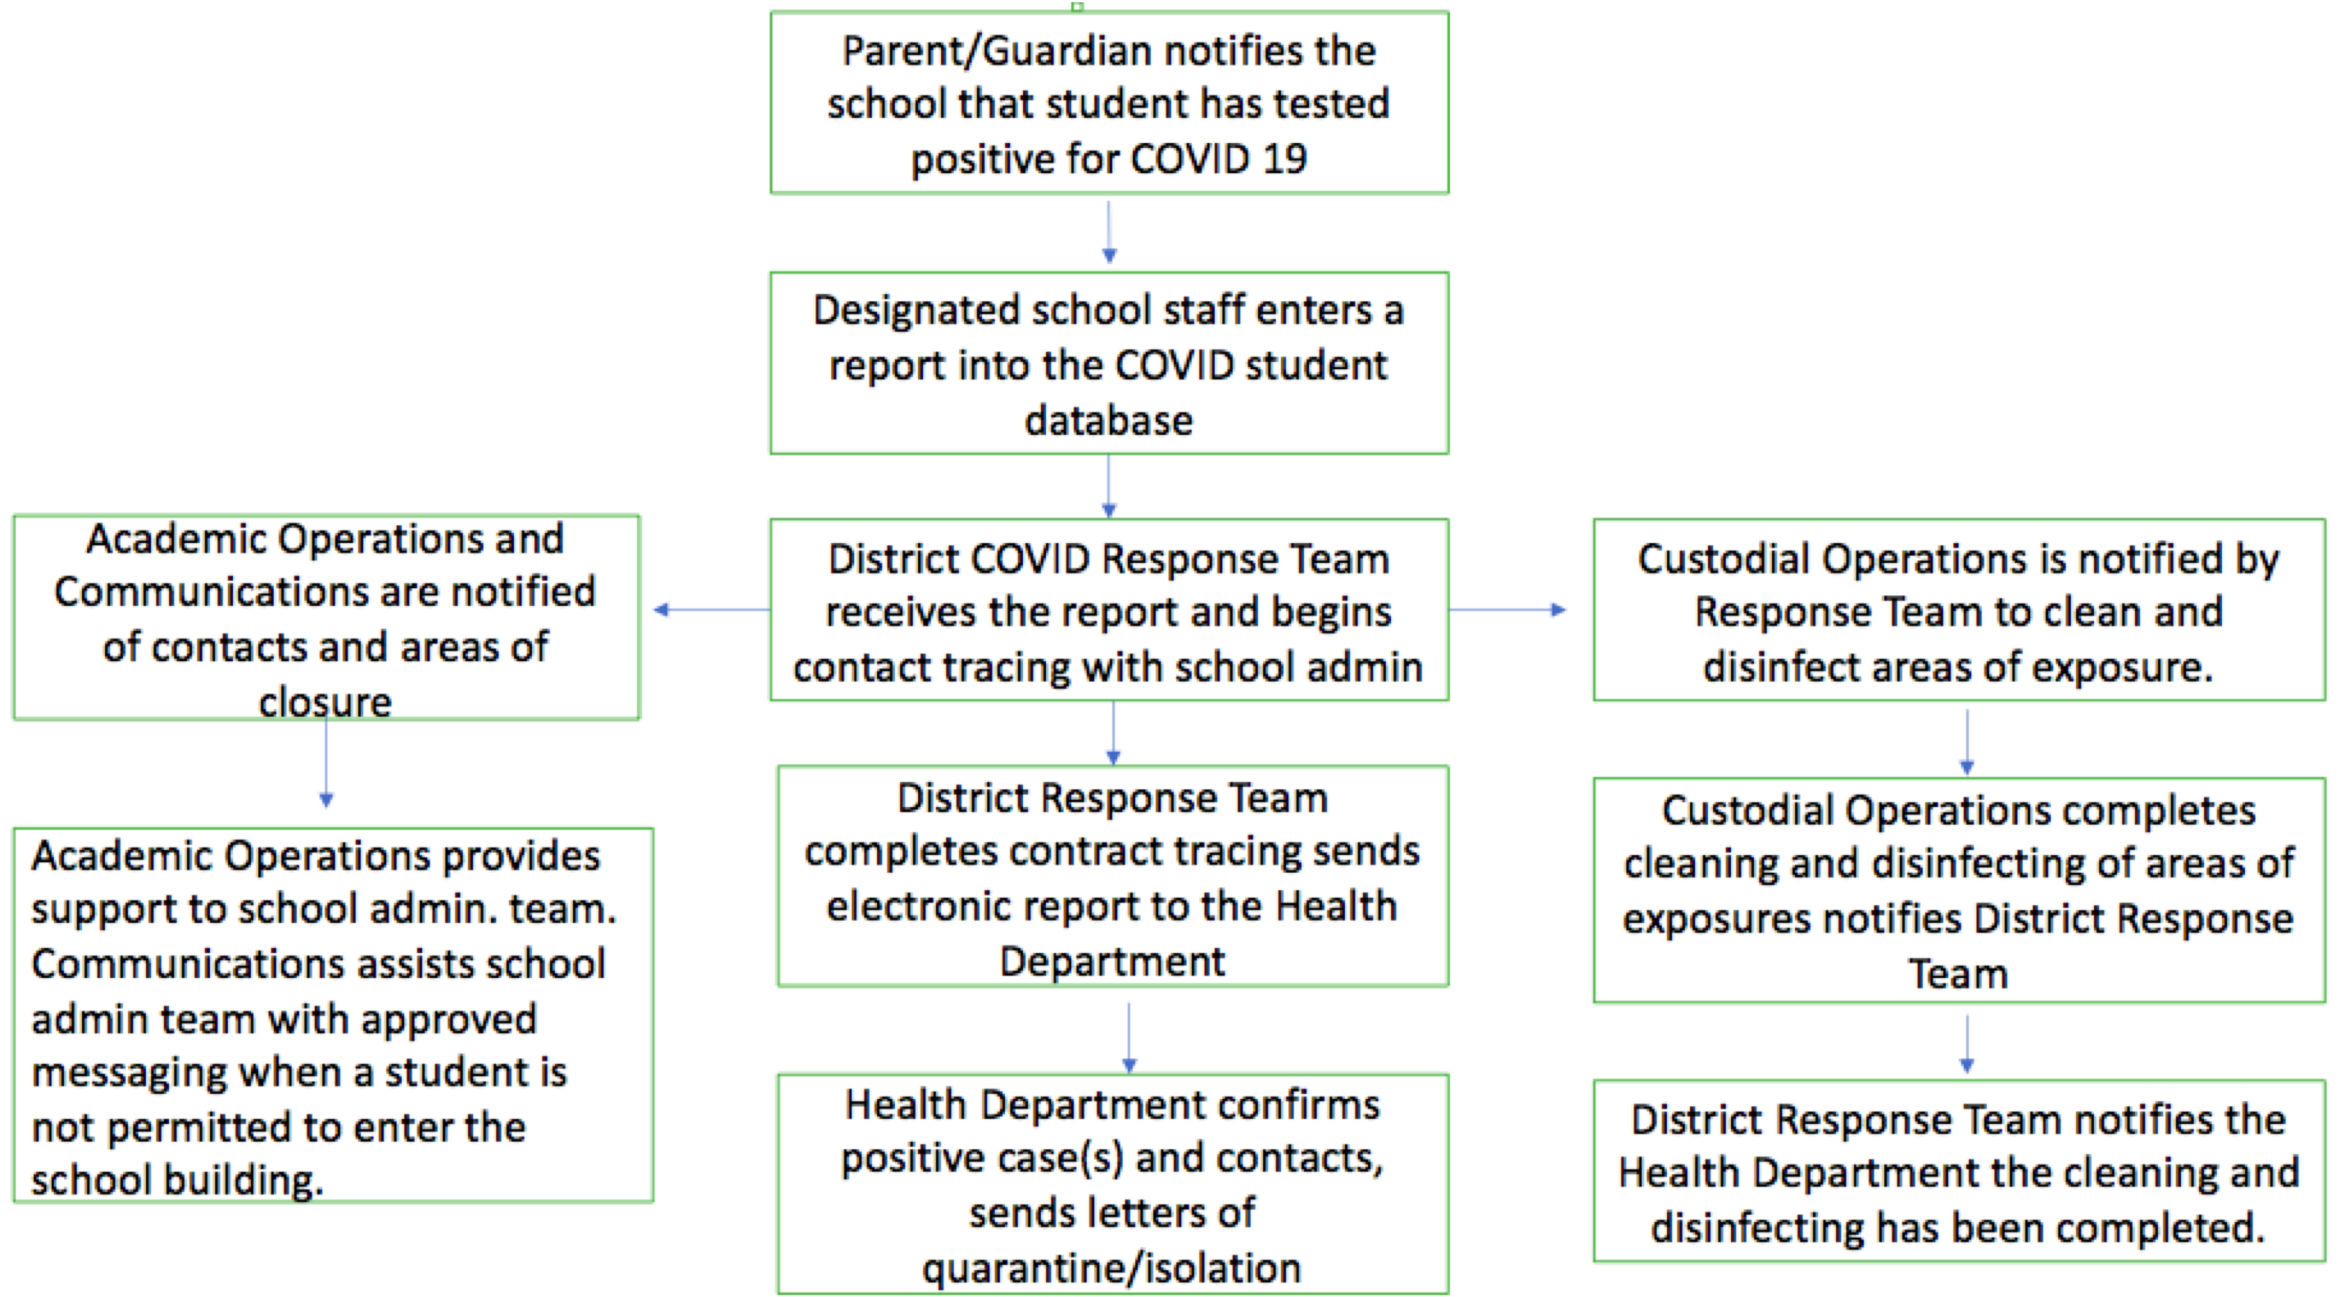 Parent/Guardian notifies the
school that student has tested
positive for COVID 19
Designated school staff enters a
report into the COVID student
database
Academic Operations and
Communications are notified
of contacts and areas of
closure
District COVID Response Team
receives the report and begins
contact tracing with school admin
Custodial Operations is notified by
Response Team to clean and
disinfect areas of exposure.
Academic Operations provides
support to school admin. team.
Communications assists school
admin team with approved
messaging when a student is
not permitted to enter the
school building.
District Response Team
completes contract tracing sends
electronic report to the Health
Department
Custodial Operations completes
cleaning and disinfecting of areas of
exposures notifies District Response
Team
Health Department confirms
positive case(s) and contacts,
sends letters of
quarantine/isolation
District Response Team notifies the
Health Department the cleaning and
disinfecting has been completed.